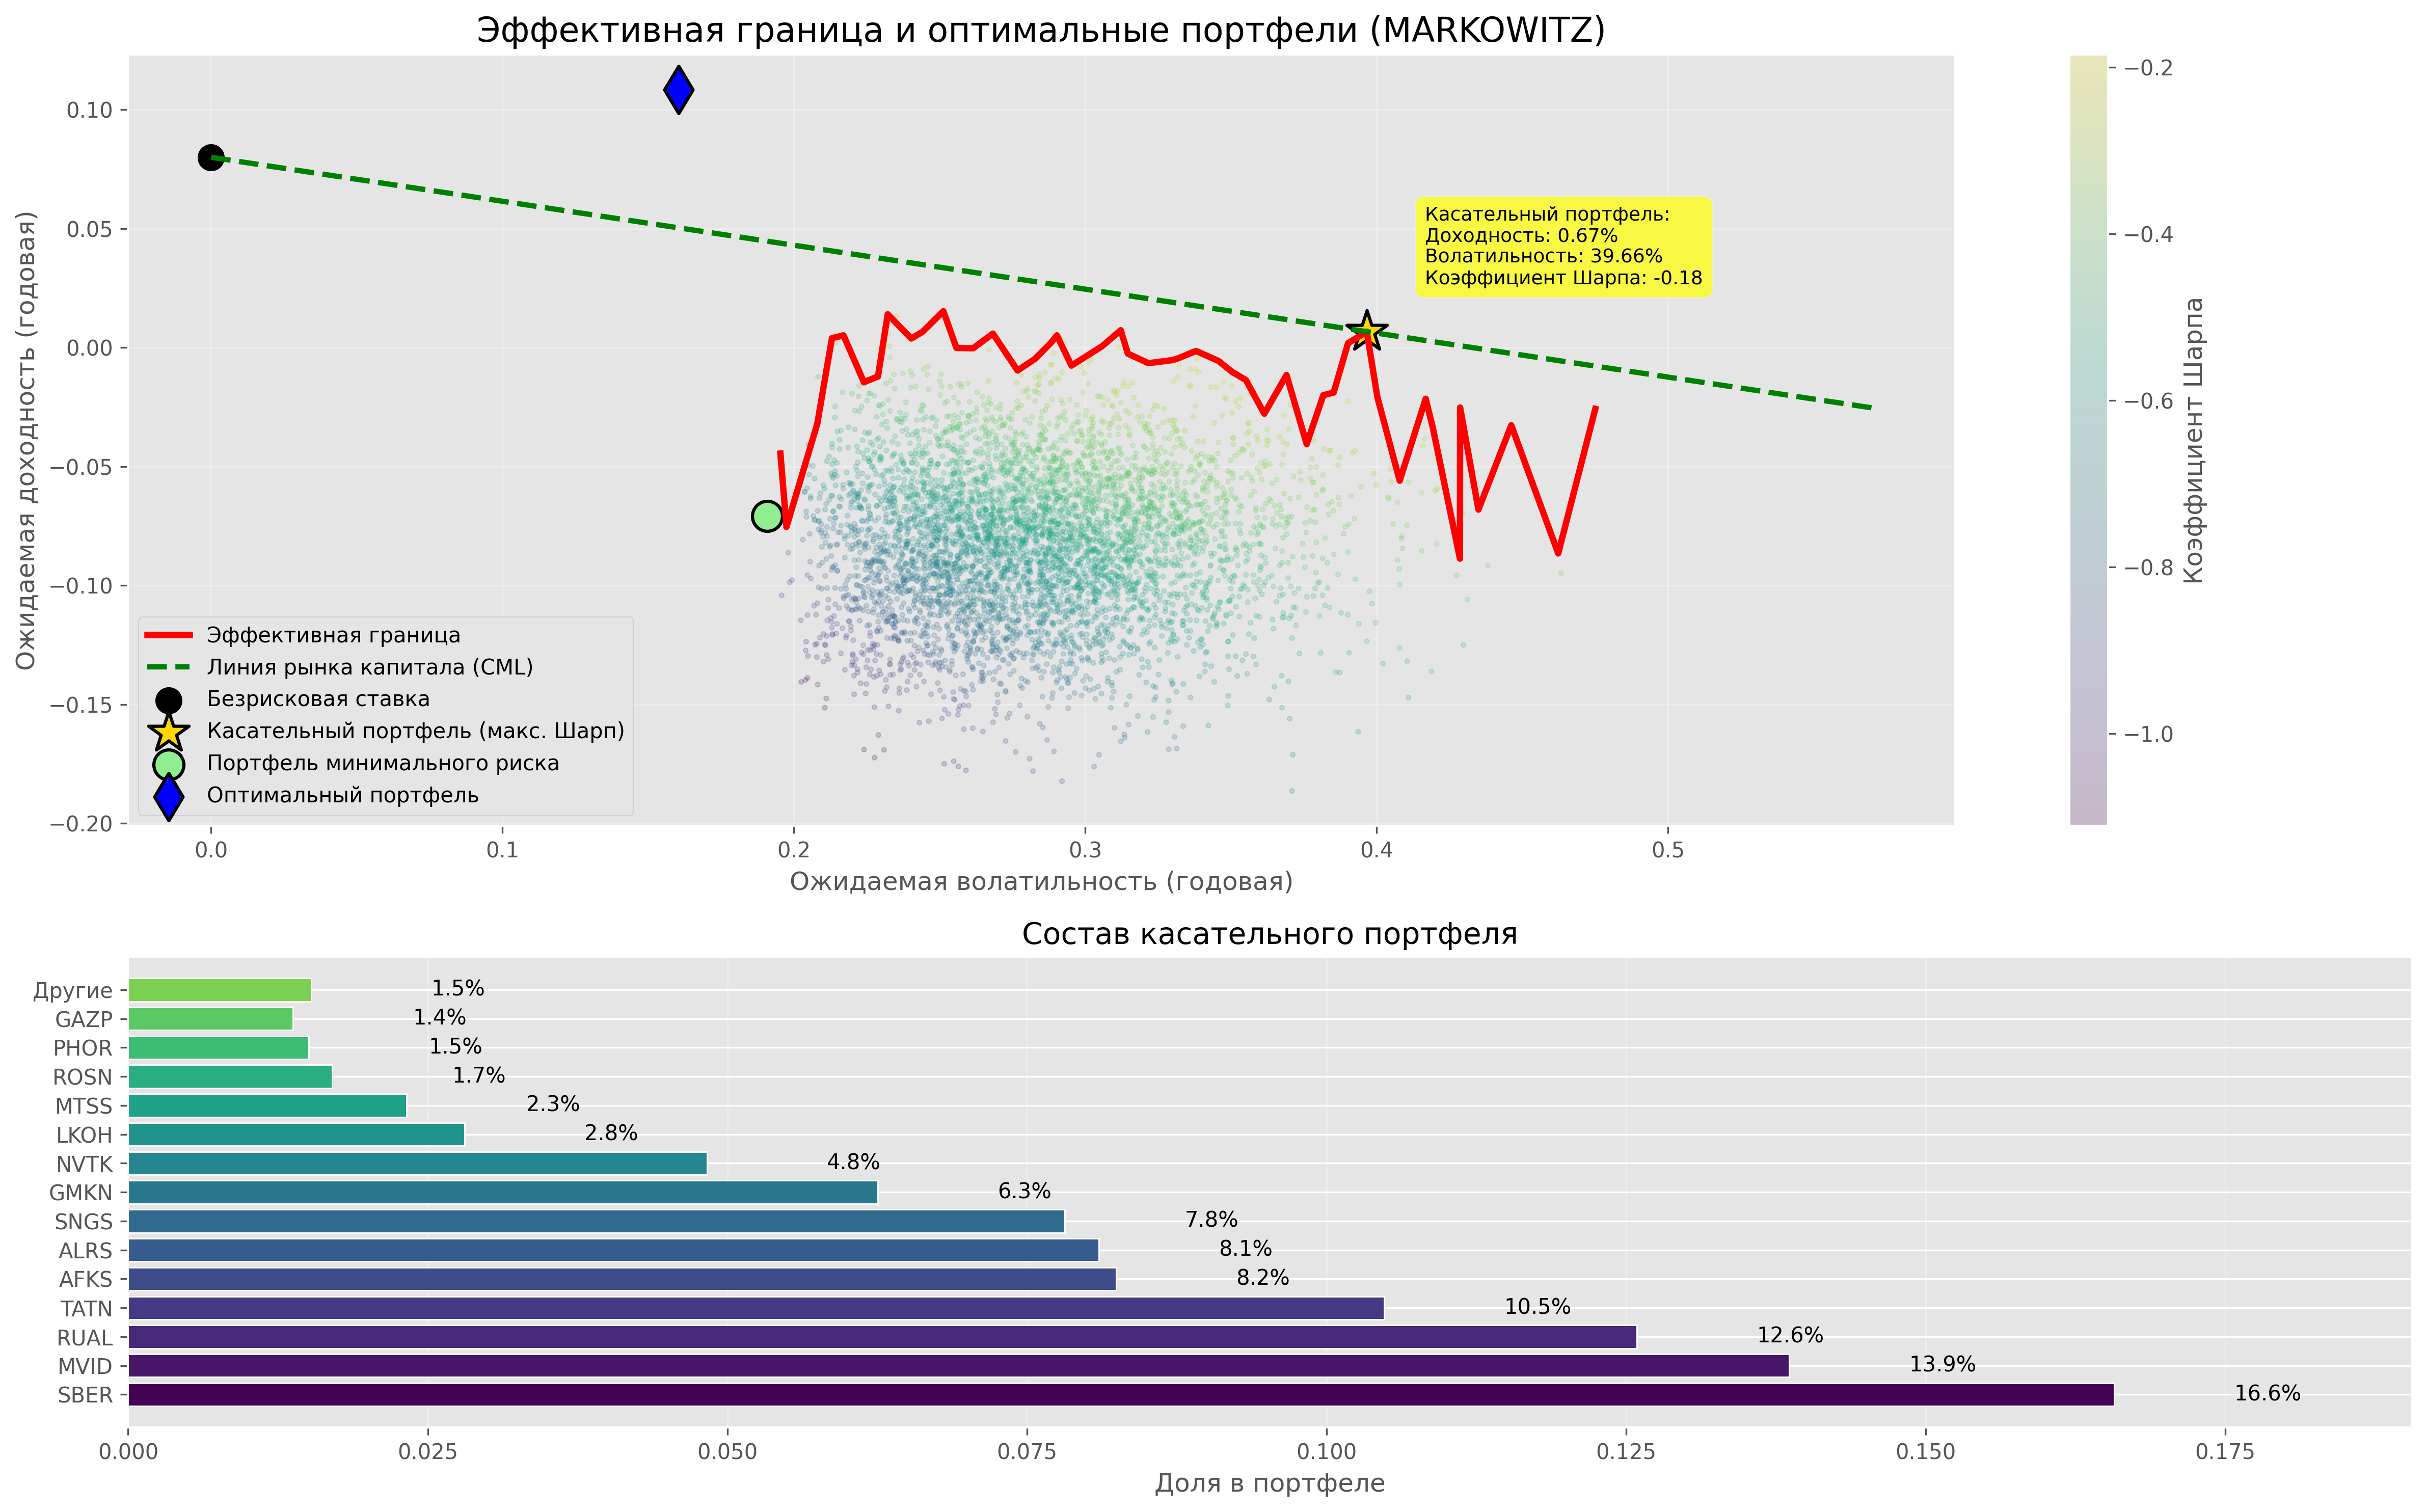 Эффективная граница и оптимальные портфели (MARKOWITZ)
Ожидаемая доходность (годовая)
0.10
0.05
0.00
−0.05
−0.10
−0.15
−0.20
Касательный портфель:
Доходность: 0.67%
Волатильность: 39.66%
Коэффициент Шарпа: -0.18
Эффективная граница
Линия рынка капитала (CML)
Безрисковая ставка
Касательный портфель (макс. Шарп)
Портфель минимального риска
Оптимальный портфель
0.0 0.1 0.2 0.3 0.4 0.5
Ожидаемая волатильность (годовая)
−0.2
−0.4
−0.6
−0.8
−1.0
Коэффициент Шарпа
Состав касательного портфеля
Другие 1.5%
GAZP 1.4%
PHOR 1.5%
ROSN 1.7%
MTSS 2.3%
LKOH 2.8%
NVTK 4.8%
GMKN 6.3%
SNGS 7.8%
ALRS 8.1%
AFKS 8.2%
TATN 10.5%
RUAL 12.6%
MVID 13.9%
SBER 16.6%
0.000 0.025 0.050 0.075 0.100 0.125 0.150 0.175
Доля в портфеле